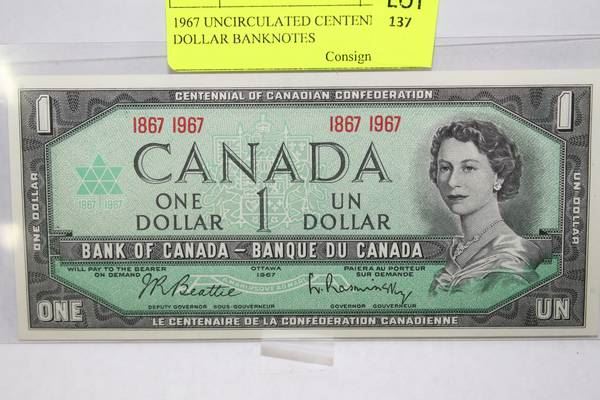 LOT
137
1967 UNCIRCULATED
DOLLAR BANKNOTES
Consign
CENTENNIAL OF CANADIAN CONFEDERATION
1
1
1867 1967
1867 1967
CANADA
1867 · 1967
ONE
DOLLAR
1
UN
DOLLAR
ONE DOLLAR
UN DOLLAR
BANK OF CANADA – BANQUE DU CANADA
WILL PAY TO THE BEARER
ON DEMAND
OTTAWA
1967
PAIERA AU PORTEUR
SUR DEMANDE
J.R. Beattie
L. Rasminsky
DEPUTY GOVERNOR SOUS-GOUVERNEUR
GOVERNOR GOUVERNEUR
ONE
UN
LE CENTENAIRE DE LA CONFÉDÉRATION CANADIENNE